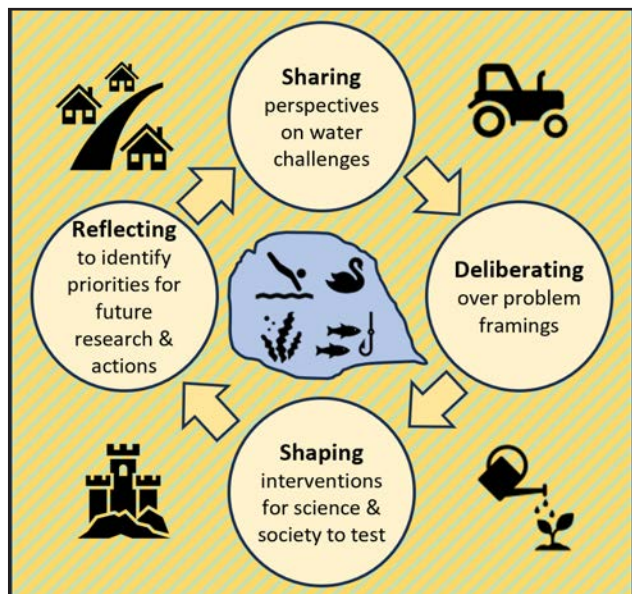 Sharing
perspectives
on water
challenges
Deliberating
over problem
framings
Shaping
interventions
for science &
society to test
Reflecting
to identify
priorities for
future
research &
actions